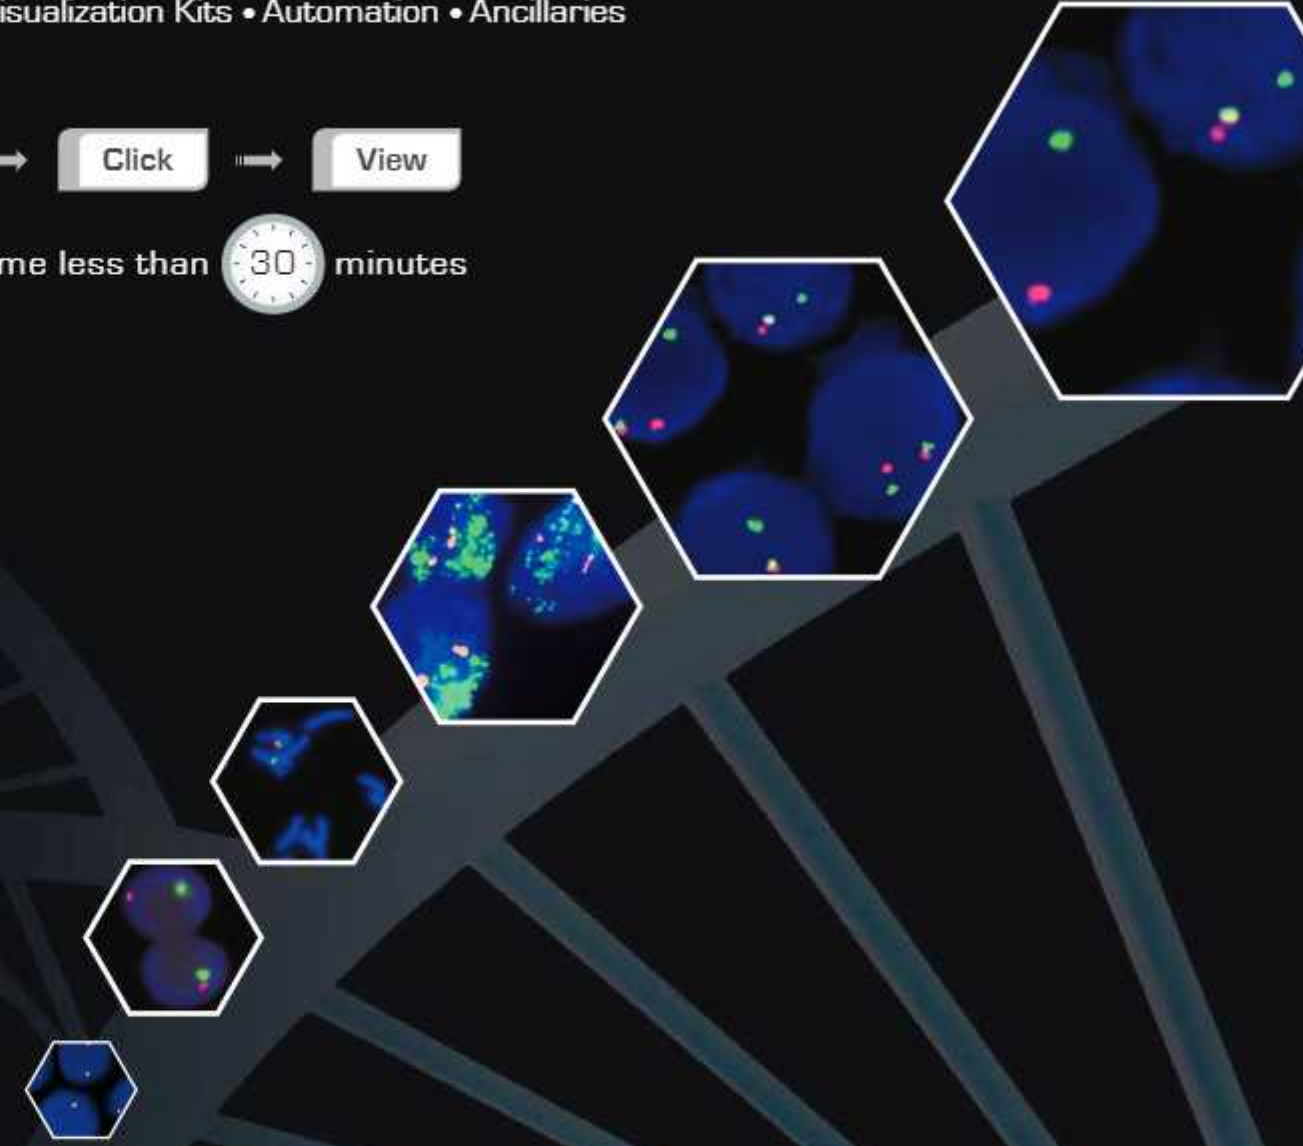 isualization Kits • Automation • Ancillaries
Click View
me less than 30 minutes